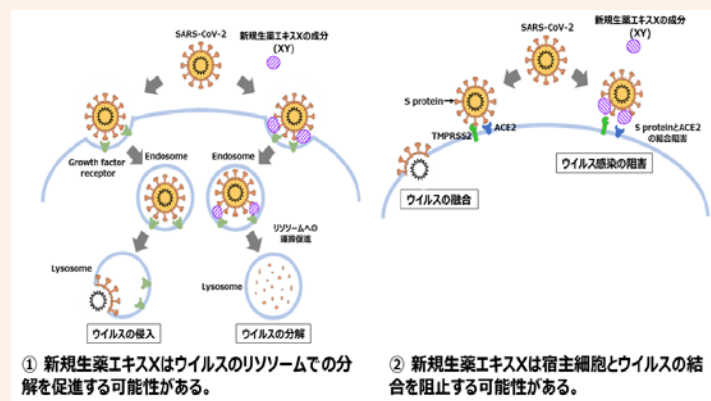 SARS-CoV-2
新規生薬エキスXの成分
(XY)
Growth factor
receptor
Endosome
Endosome
リソソームへの
運搬促進
Lysosome
Lysosome
ウイルスの侵入
ウイルスの分解
① 新規生薬エキスXはウイルスのリソソームでの分
解を促進する可能性がある。
SARS-CoV-2
新規生薬エキスXの成分
(XY)
S protein
TMPRSS2
ACE2
S proteinとACE2
の結合阻害
ウイルス感染の阻害
ウイルスの融合
② 新規生薬エキスXは宿主細胞とウイルスの結
合を阻止する可能性がある。